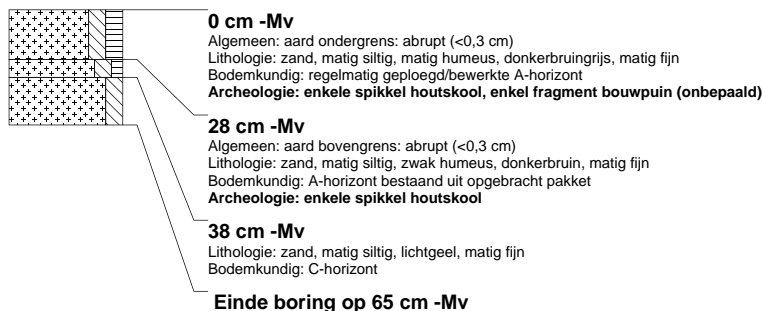 0 cm -Mv
Algemeen: aard ondergrens: abrupt (<0,3 cm)
Lithologie: zand, matig siltig, matig humeus, donkerbruingrijs, matig fijn
Bodemkundig: regelmatig geploegd/bewerkte A-horizont
Archeologie: enkele spikkel houtskool, enkel fragment bouwpuin (onbepaald)
28 cm -Mv
Algemeen: aard bovengrens: abrupt (<0,3 cm)
Lithologie: zand, matig siltig, zwak humeus, donkerbruin, matig fijn
Bodemkundig: A-horizont bestaand uit opgebracht pakket
Archeologie: enkele spikkel houtskool
38 cm -Mv
Lithologie: zand, matig siltig, lichtgeel, matig fijn
Bodemkundig: C-horizont
Einde boring op 65 cm -Mv